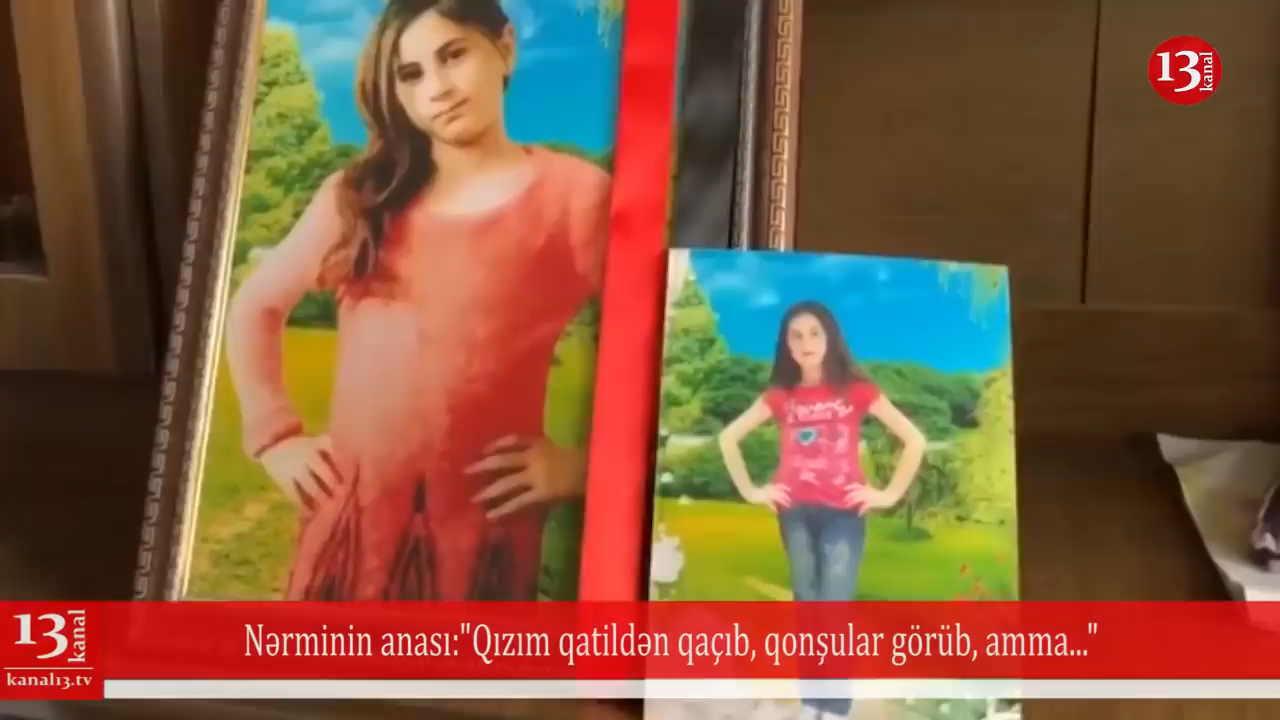 13 kanal
Nərminin anası:"Qızım qatildən qaçıb, qonşular görüb, amma..."
13 kanal
kanal13.tv